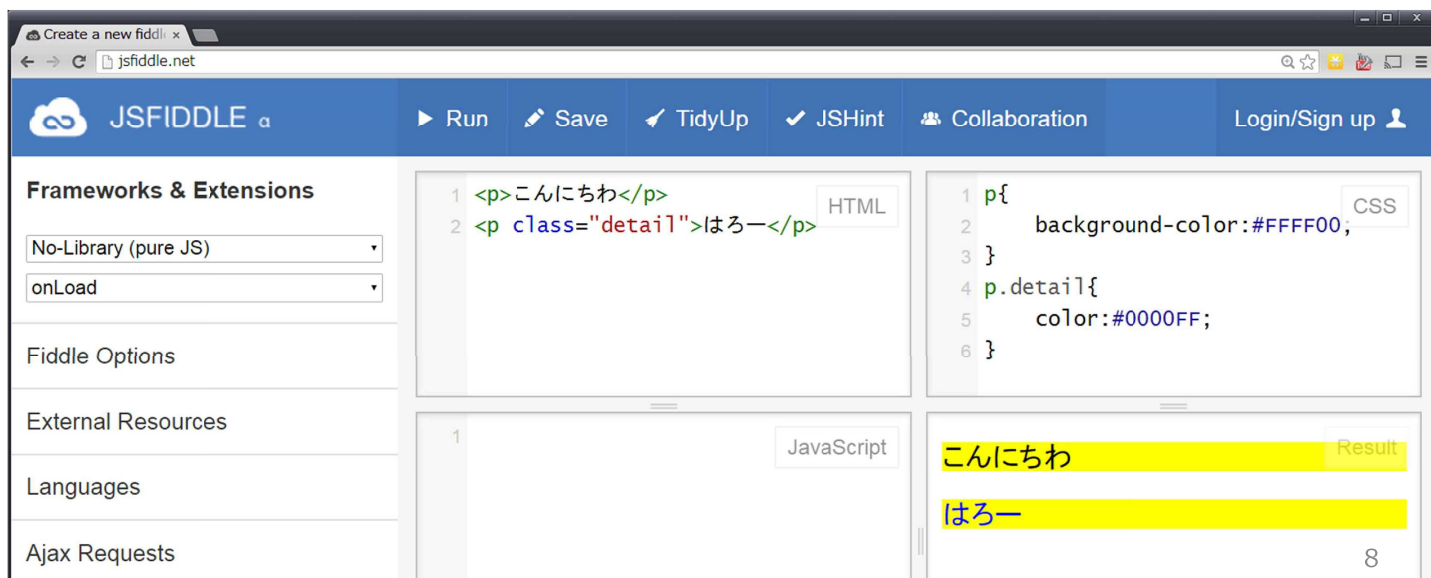 Create a new fiddl
jsfiddle.net
JSFIDDLE α
Run
Save
TidyUp
JSHint
Collaboration
Login/Sign up
Frameworks & Extensions
No-Library (pure JS)
onLoad
Fiddle Options
External Resources
Languages
Ajax Requests
HTML
1 <p>こんにちわ</p>
2 <p class="detail">はろー</p>
CSS
1 p{
2 background-color:#FFFF00;
3 }
4 p.detail{
5 color:#0000FF;
6 }
JavaScript
1
Result
こんにちわ
はろー
8